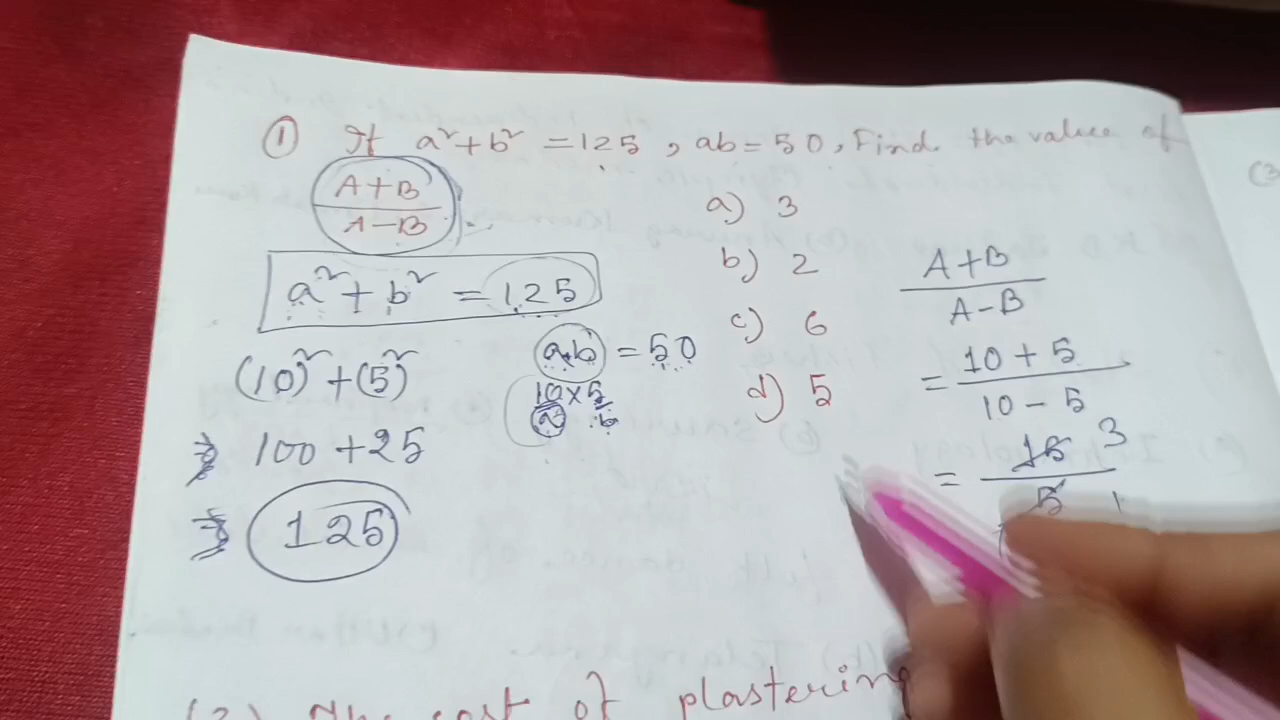 ① If a²+b² = 125, ab = 50, Find the value of
A+B
A-B
a) 3
b) 2
c) 6
d) 5
a²+b² = 125
a.b = 50
10×5
a b
(10)²+(5)²
⇒ 100+25
⇒ 125
A+B
A-B
= 10+5
10-5
= 15 3
5 1
(2) The cost of plastering
(3